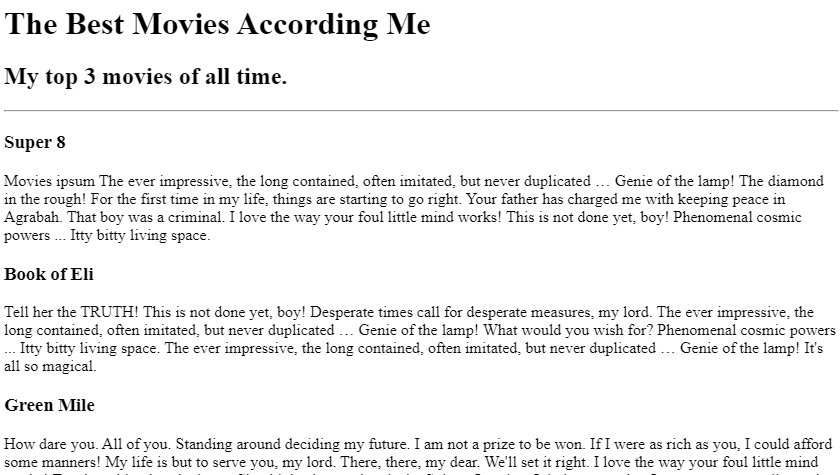 The Best Movies According Me
My top 3 movies of all time.
Super 8
Movies ipsum The ever impressive, the long contained, often imitated, but never duplicated … Genie of the lamp! The diamond
in the rough! For the first time in my life, things are starting to go right. Your father has charged me with keeping peace in
Agrabah. That boy was a criminal. I love the way your foul little mind works! This is not done yet, boy! Phenomenal cosmic
powers ... Itty bitty living space.
Book of Eli
Tell her the TRUTH! This is not done yet, boy! Desperate times call for desperate measures, my lord. The ever impressive, the
long contained, often imitated, but never duplicated … Genie of the lamp! What would you wish for? Phenomenal cosmic powers
... Itty bitty living space. The ever impressive, the long contained, often imitated, but never duplicated … Genie of the lamp! It's
all so magical.
Green Mile
How dare you. All of you. Standing around deciding my future. I am not a prize to be won. If I were as rich as you, I could afford
some manners! My life is but to serve you, my lord. There, there, my dear. We'll set it right. I love the way your foul little mind